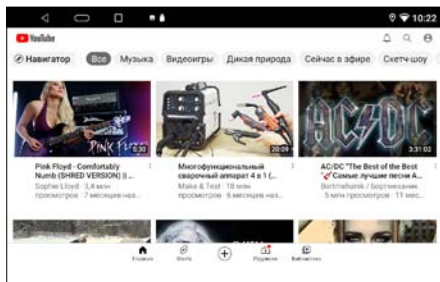 10:22
YouTube
Навигатор Все Музыка Видеоигры Дикая природа Сейчас в эфире Скетч-шоу
PINK FLOYD
5:30
20:09
AC/DC
3:31:02
Pink Floyd - Comfortably
Numb (SHRED VERSION) || ...
Sophie Lloyd · 3,4 млн
просмотров · 7 месяцев наз...
Многофункциональный
сварочный аппарат 4 в 1 (...
Make & Test · 18 млн
просмотров · 6 месяцев наз...
AC/DC "The Best of the Best
"Самые лучшие песни A...
Bortmehanik / Бортмеханик
5 млн просмотров · 11 мес...
Главная Shorts Подписки Библиотека